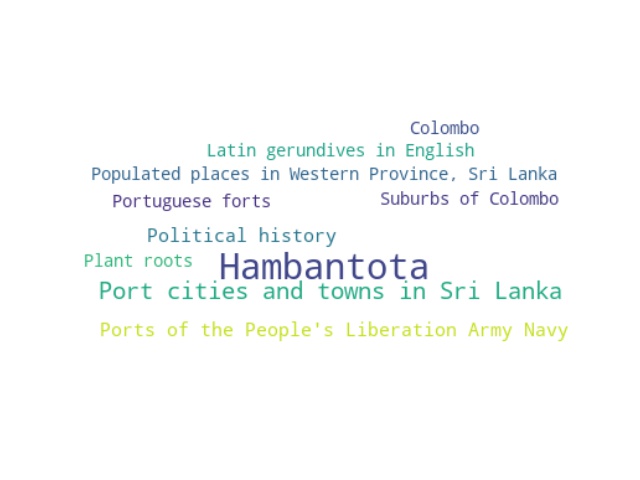 Colombo
Latin gerundives in English
Populated places in Western Province, Sri Lanka
Portuguese forts
Suburbs of Colombo
Political history
Plant roots
Hambantota
Port cities and towns in Sri Lanka
Ports of the People's Liberation Army Navy